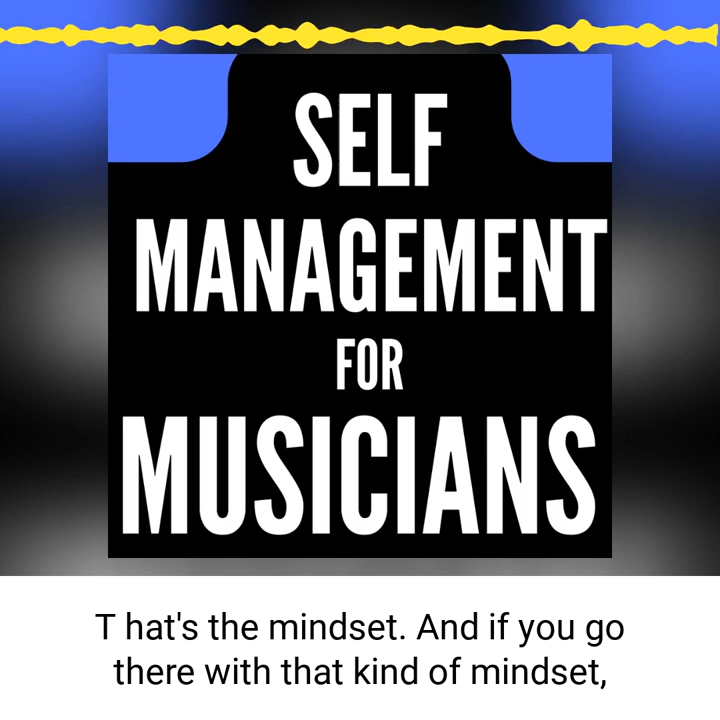 SELF
MANAGEMENT
FOR
MUSICIANS
T hat's the mindset. And if you go
there with that kind of mindset,